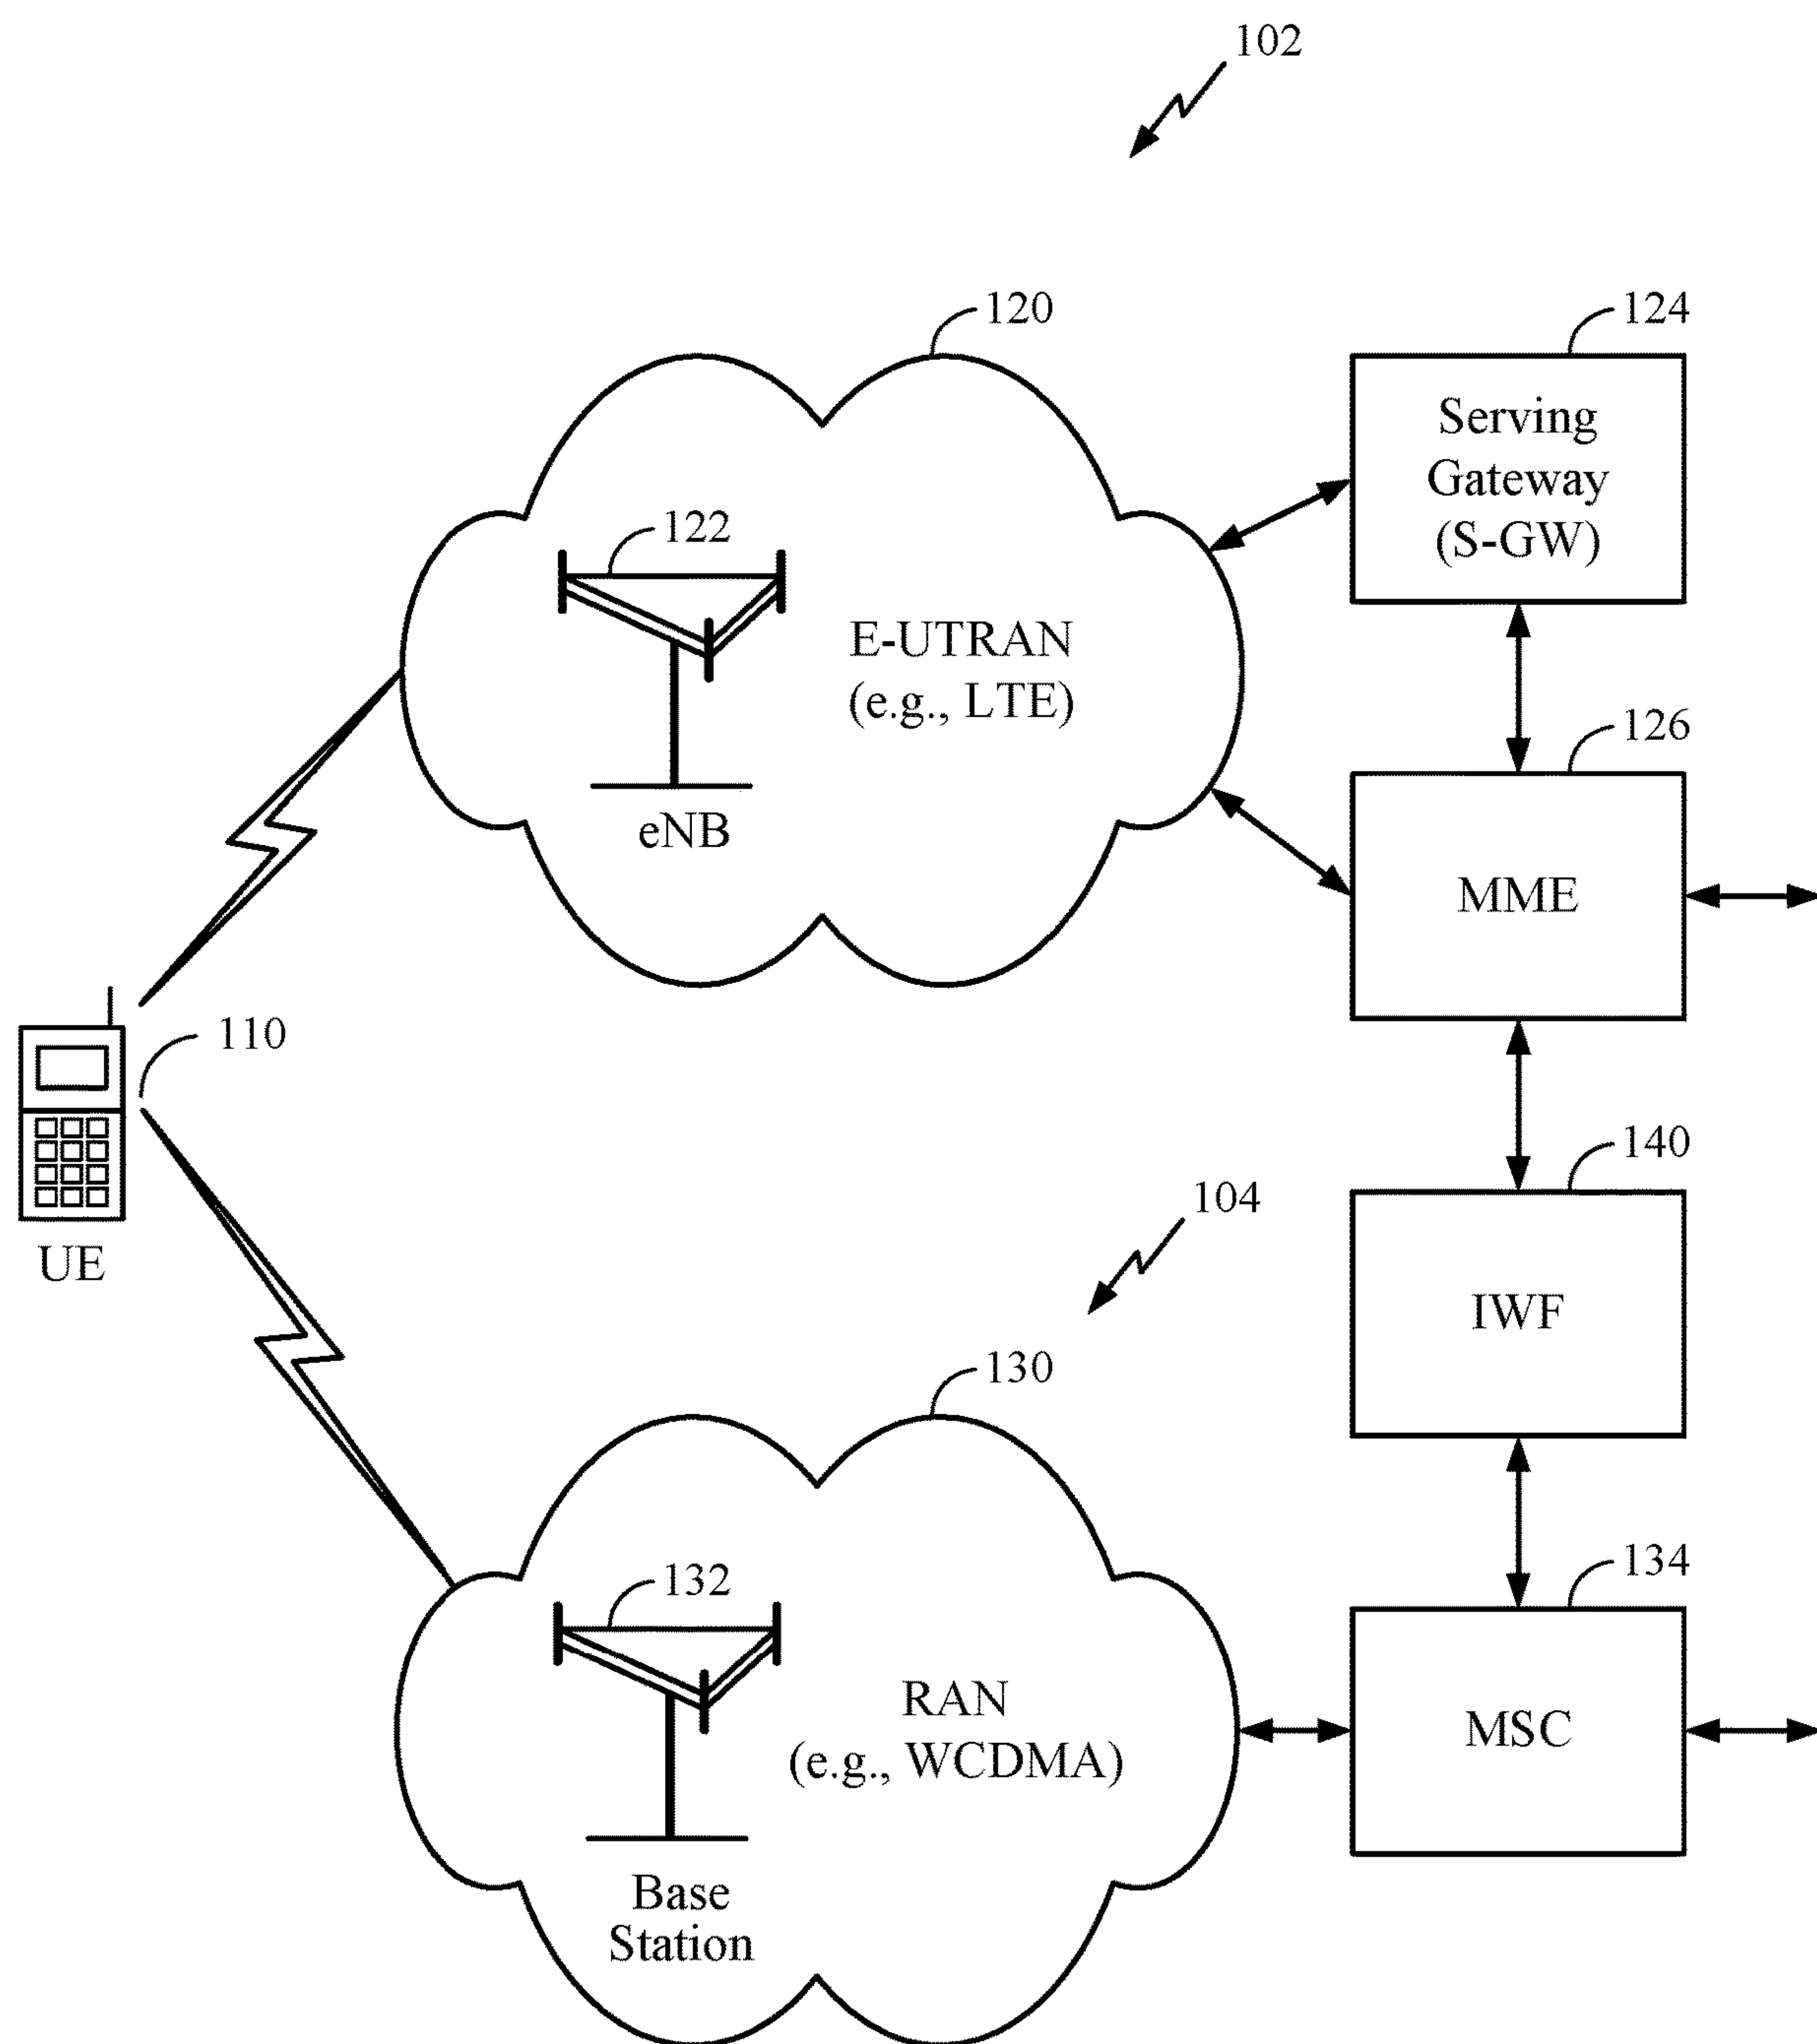 102
120
124
Serving
Gateway
(S-GW)
122
E-UTRAN
(e.g., LTE)
eNB
126
MME
110
UE
140
IWF
104
130
132
RAN
(e.g., WCDMA)
Base
Station
134
MSC